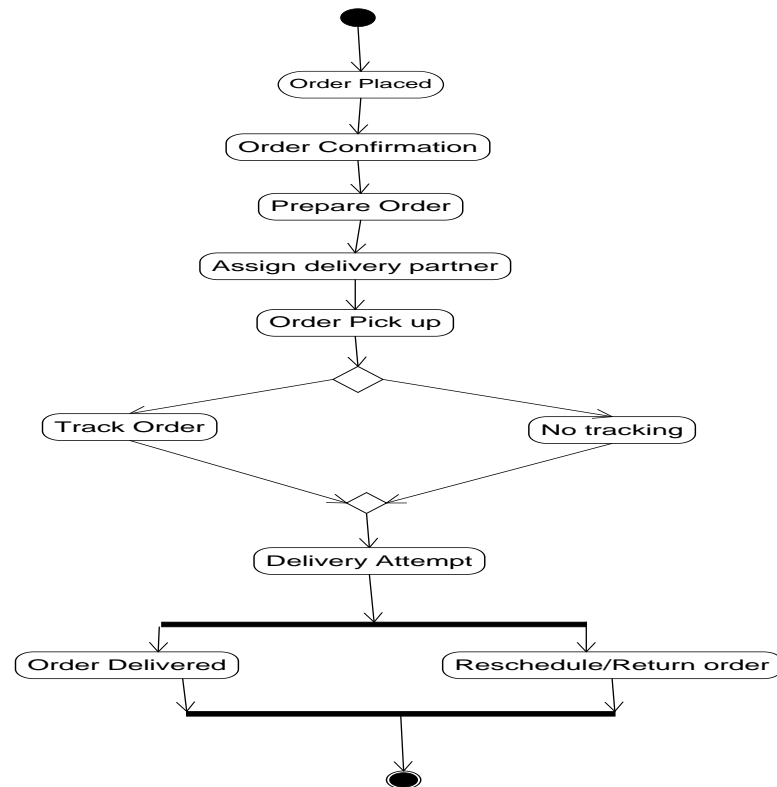 Order Placed
Order Confirmation
Prepare Order
Assign delivery partner
Order Pick up
Track Order
No tracking
Delivery Attempt
Order Delivered
Reschedule/Return order